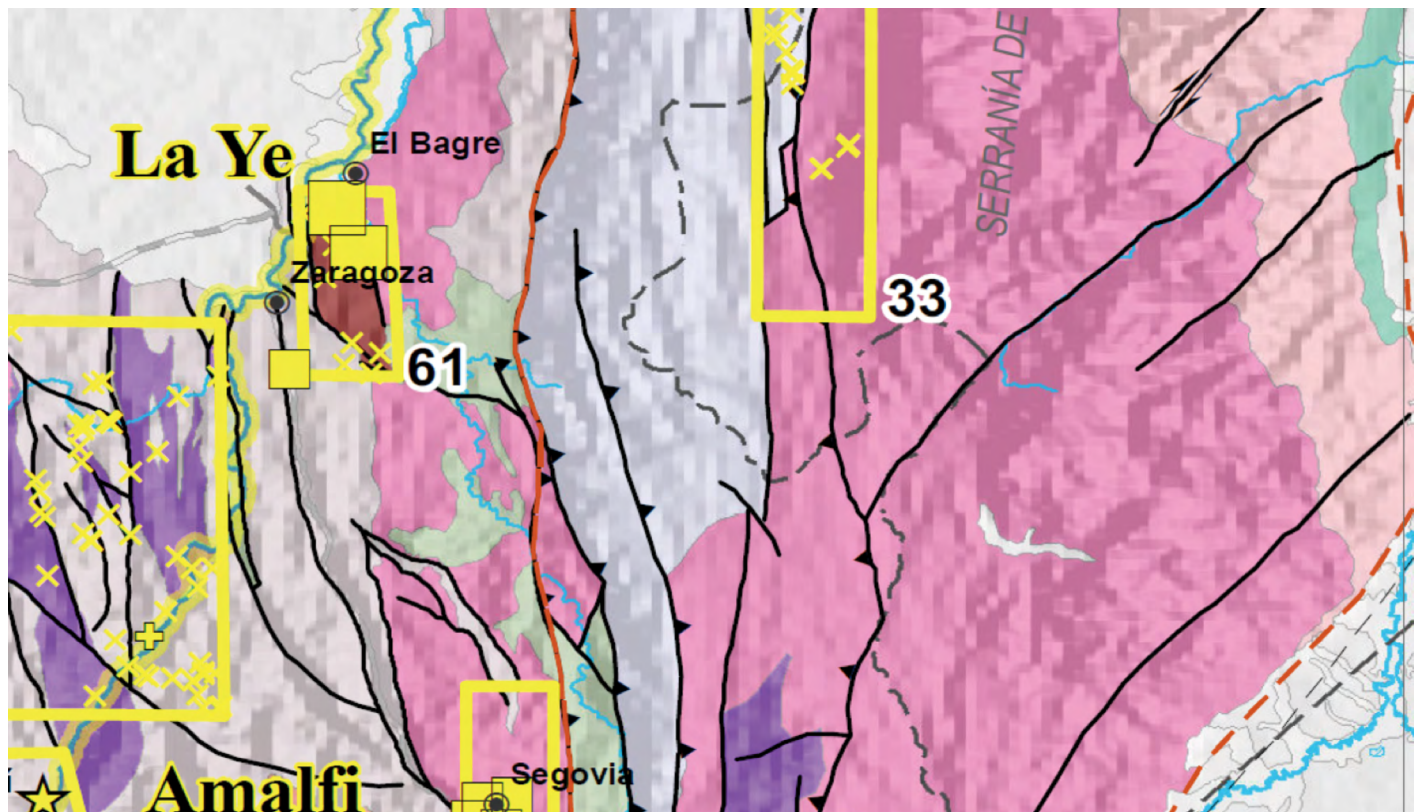 SERRANÍA DE
El Bagre
La Ye
Zaragoza
33
61
Segovia
Amalfi